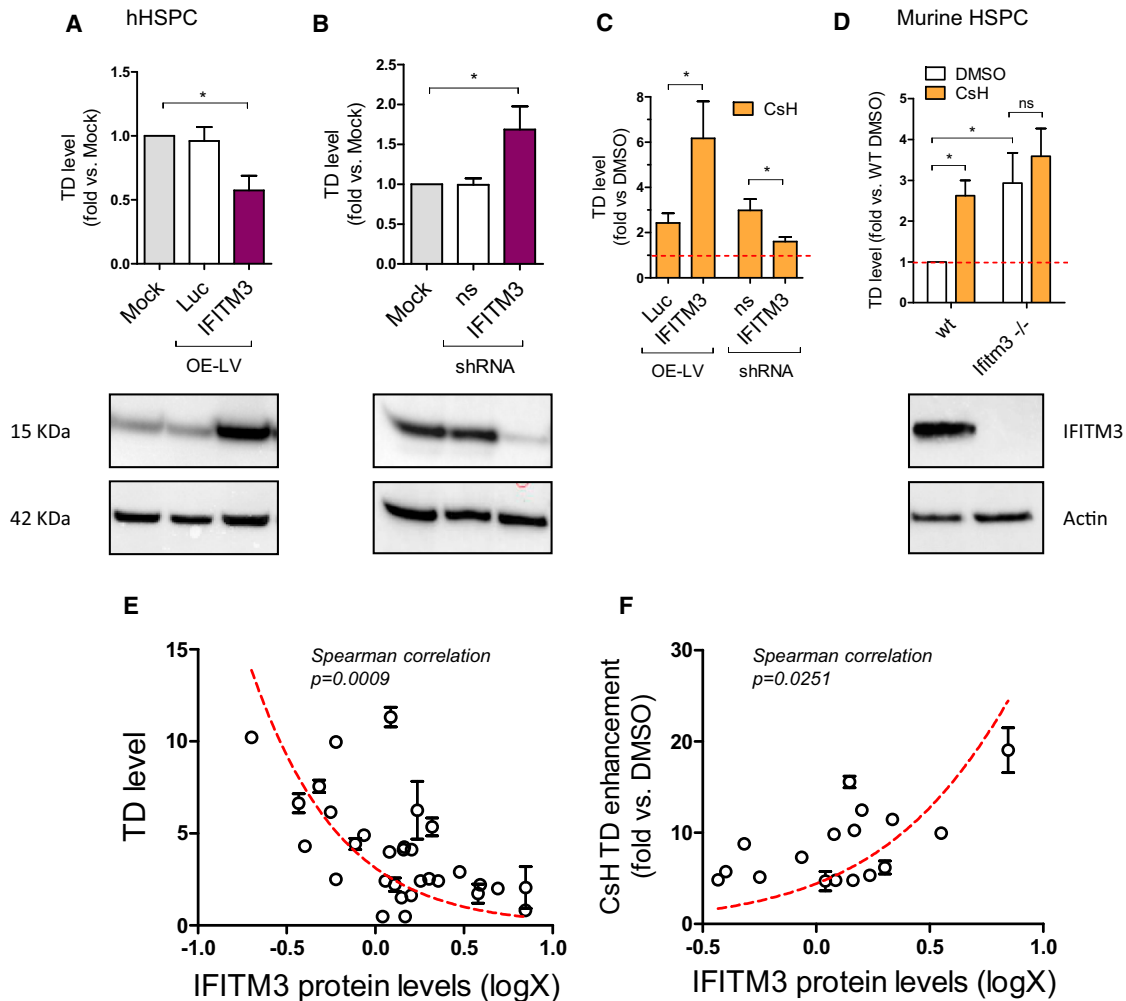 A hHSPC
TD level
(fold vs. Mock)
1.5
1.0
0.5
0.0
*
Mock
Luc
IFITM3
OE-LV
B
TD level
(fold vs. Mock)
2.5
2.0
1.5
1.0
0.5
0.0
*
Mock
ns
IFITM3
shRNA
C
TD level
(fold vs DMSO)
8
6
4
2
0
*
*
CsH
Luc
IFITM3
ns
IFITM3
OE-LV
shRNA
D Murine HSPC
DMSO
CsH
TD level (fold vs. WT DMSO)
5
4
3
2
1
0
*
*
ns
wt
Ifitm3 -/-
15 KDa
IFITM3
42 KDa
Actin
E
Spearman correlation
p=0.0009
TD level
15
10
5
0
-1.0
-0.5
0.0
0.5
1.0
IFITM3 protein levels (logX)
F
Spearman correlation
p=0.0251
CsH TD enhancement
(fold vs. DMSO)
30
20
10
0
-0.5
0.0
0.5
1.0
IFITM3 protein levels (logX)